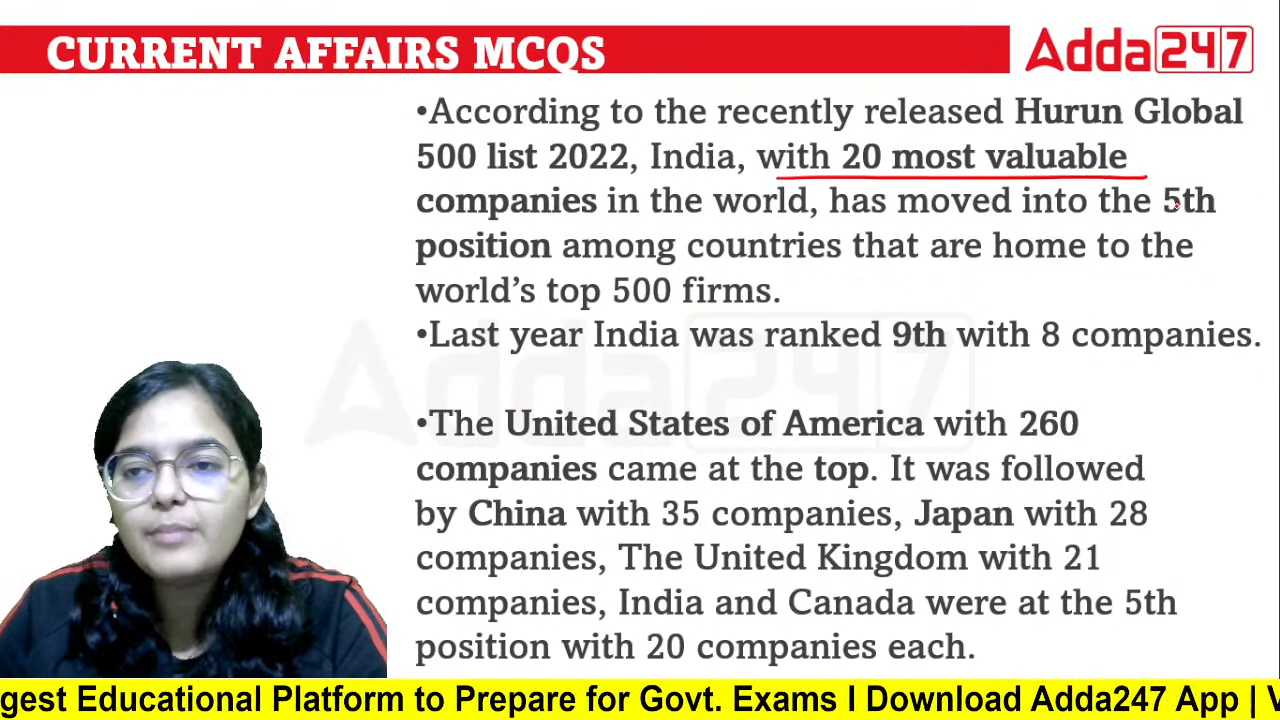 CURRENT AFFAIRS MCQS
Adda247
•According to the recently released Hurun Global
500 list 2022, India, with 20 most valuable
companies in the world, has moved into the 5th
position among countries that are home to the
world’s top 500 firms.
•Last year India was ranked 9th with 8 companies.
•The United States of America with 260
companies came at the top. It was followed
by China with 35 companies, Japan with 28
companies, The United Kingdom with 21
companies, India and Canada were at the 5th
position with 20 companies each.
gest Educational Platform to Prepare for Govt. Exams I Download Adda247 App | V